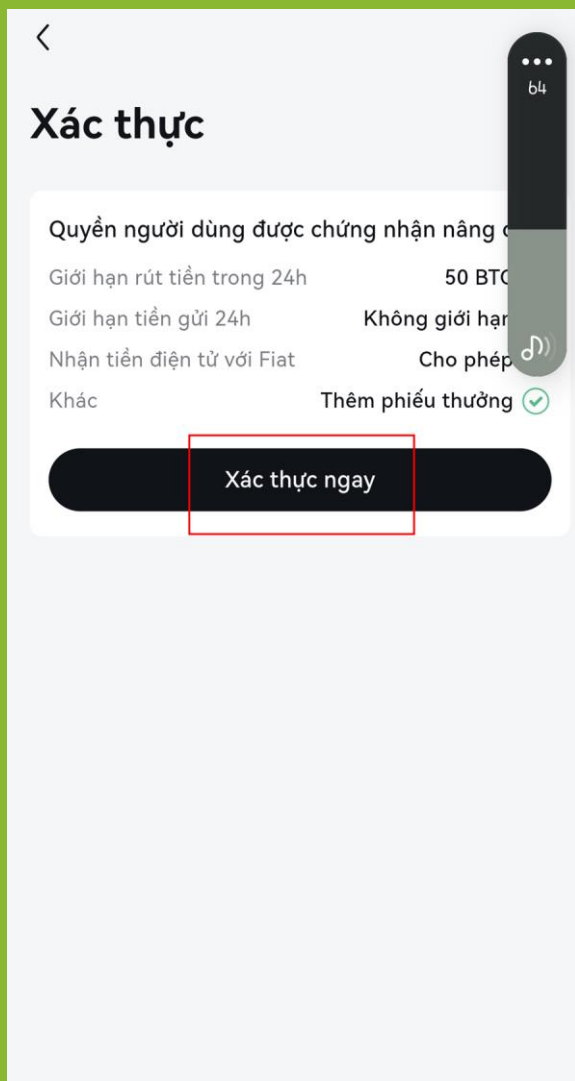 64
Xác thực
Quyền người dùng được chứng nhận nâng
Giới hạn rút tiền trong 24h 50 BTC
Giới hạn tiền gửi 24h Không giới hạn
Nhận tiền điện tử với Fiat Cho phép
Khác Thêm phiếu thưởng
Xác thực ngay